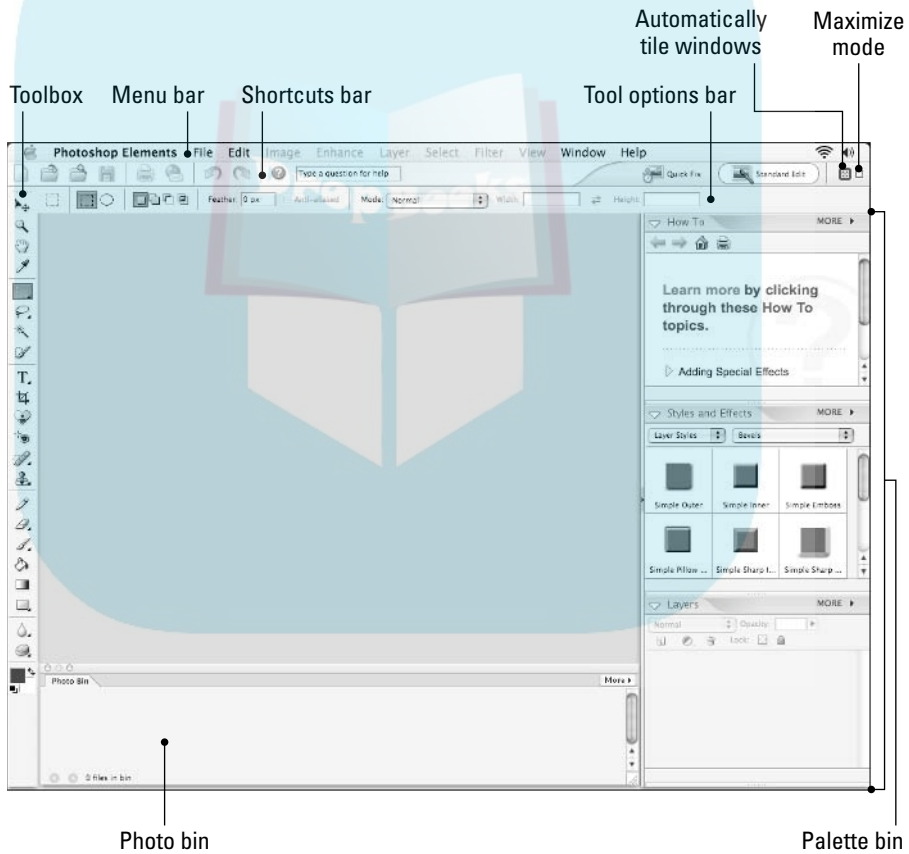 Automatically
tile windows
Maximize
mode
Toolbox
Menu bar
Shortcuts bar
Tool options bar
Photoshop Elements File Edit Image Enhance Layer Select Filter View Window Help
Type a question for help
Quick Fix
Standard Edit
Feather: 0 px
Anti-aliased
Mode: Normal
Width:
Height:
How To
MORE
Learn more by clicking
through these How To
topics.
Adding Special Effects
Styles and Effects
MORE
Layer Styles
Bevels
Simple Outer
Simple Inner
Simple Emboss
Simple Pillow ...
Simple Sharp I...
Simple Sharp ...
Layers
MORE
Normal
Opacity:
Lock:
Photo Bin
More
0 files in bin
Photo bin
Palette bin